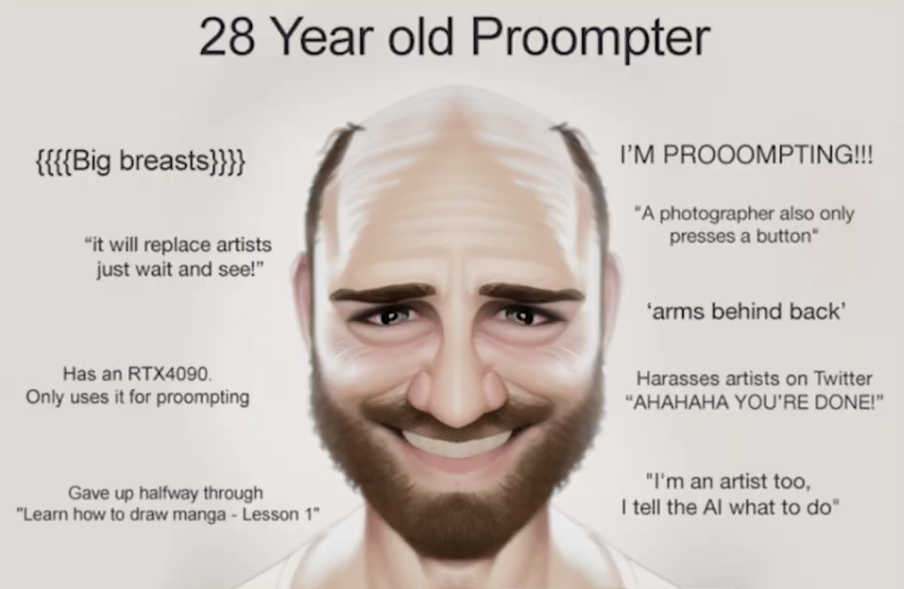 28 Year old Proompter
{{{{Big breasts}}}}
“it will replace artists
just wait and see!”
Has an RTX4090.
Only uses it for proompting
Gave up halfway through
"Learn how to draw manga - Lesson 1"
I’M PROOOMPTING!!!
"A photographer also only
presses a button"
‘arms behind back’
Harasses artists on Twitter
“AHAHAHA YOU’RE DONE!”
"I'm an artist too,
I tell the AI what to do"